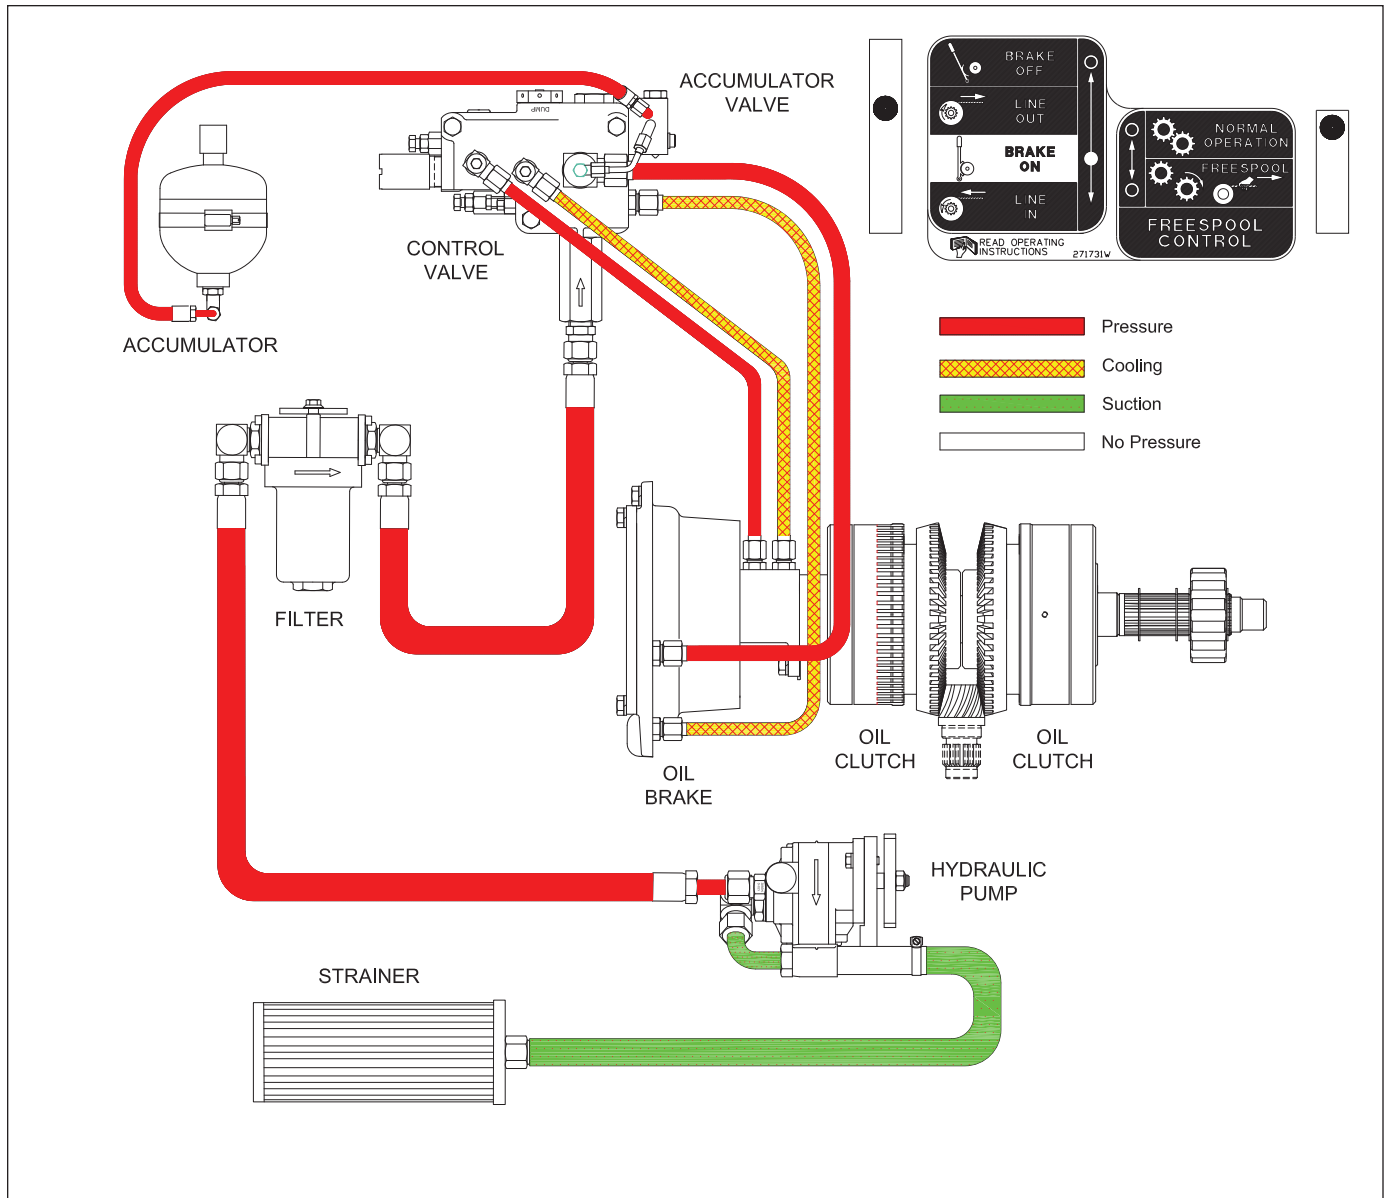 ACCUMULATOR
VALVE
DUMP
CONTROL
VALVE
ACCUMULATOR
BRAKE
OFF
LINE
OUT
BRAKE
ON
LINE
IN
READ OPERATING
INSTRUCTIONS
271731W
NORMAL
OPERATION
FREESPOOL
FREESPOOL
CONTROL
Pressure
Cooling
Suction
No Pressure
FILTER
OIL
BRAKE
OIL
CLUTCH
OIL
CLUTCH
HYDRAULIC
PUMP
STRAINER